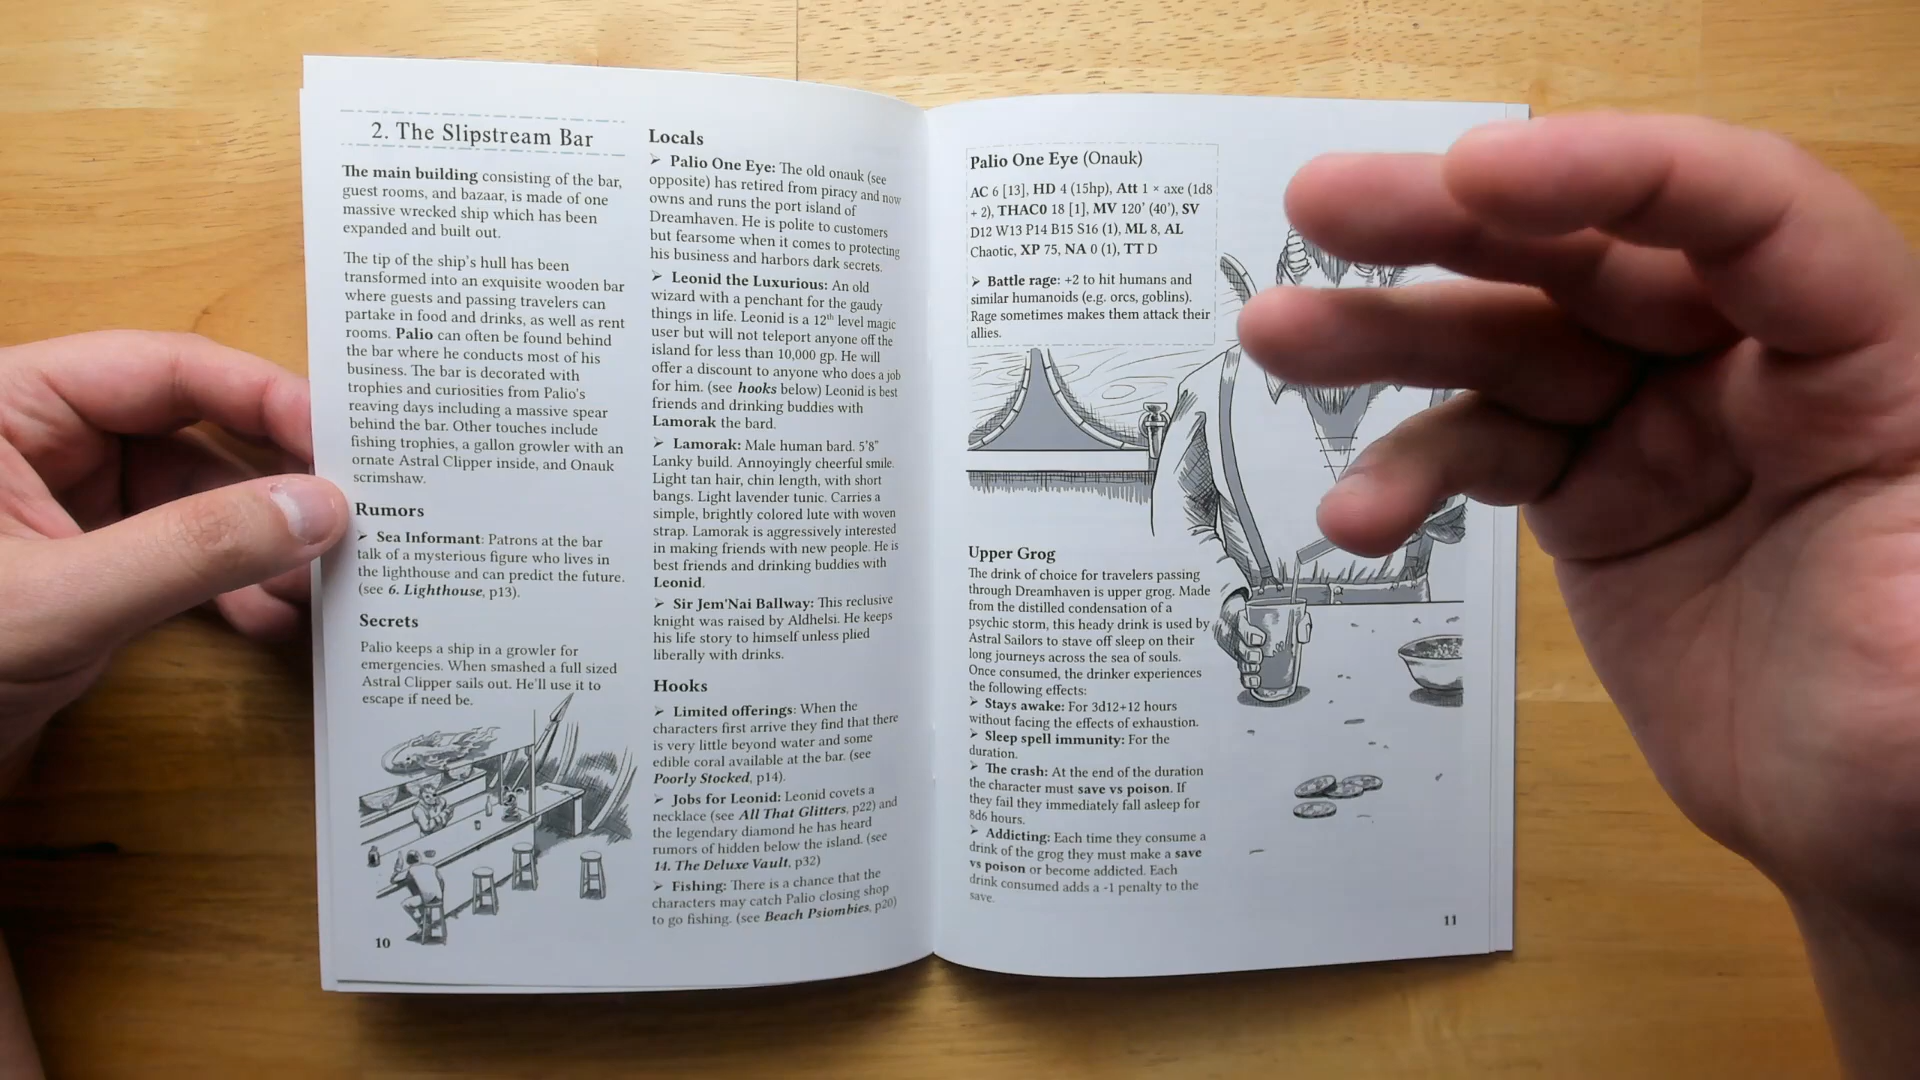 2. The Slipstream Bar
The main building consisting of the bar,
guest rooms, and bazaar, is made of one
massive wrecked ship which has been
expanded and built out.
The tip of the ship's hull has been
transformed into an exquisite wooden bar
where guests and passing travelers can
partake in food and drinks, as well as rent
rooms. Palio can often be found behind
the bar where he conducts most of his
business. The bar is decorated with
trophies and curiosities from Palio's
reaving days including a massive spear
behind the bar. Other touches include
fishing trophies, a gallon growler with an
ornate Astral Clipper inside, and Onauk
scrimshaw.
Rumors
➤ Sea Informant: Patrons at the bar
talk of a mysterious figure who lives in
the lighthouse and can predict the future.
(see 6. Lighthouse, p13).
Secrets
Palio keeps a ship in a growler for
emergencies. When smashed a full sized
Astral Clipper sails out. He'll use it to
escape if need be.
10
Locals
➤ Palio One Eye: The old onauk (see
opposite) has retired from piracy and now
owns and runs the port island of
Dreamhaven. He is polite to customers
but fearsome when it comes to protecting
his business and harbors dark secrets.
➤ Leonid the Luxurious: An old
wizard with a penchant for the gaudy
things in life. Leonid is a 12th level magic
user but will not teleport anyone off the
island for less than 10,000 gp. He will
offer a discount to anyone who does a job
for him. (see hooks below) Leonid is best
friends and drinking buddies with
Lamorak the bard.
➤ Lamorak: Male human bard. 5'8"
Lanky build. Annoyingly cheerful smile.
Light tan hair, chin length, with short
bangs. Light lavender tunic. Carries a
simple, brightly colored lute with woven
strap. Lamorak is aggressively interested
in making friends with new people. He is
best friends and drinking buddies with
Leonid.
➤ Sir Jem'Nai Ballway: This reclusive
knight was raised by Aldhelsi. He keeps
his life story to himself unless plied
liberally with drinks.
Hooks
➤ Limited offerings: When the
characters first arrive they find that there
is very little beyond water and some
edible coral available at the bar. (see
Poorly Stocked, p14).
➤ Jobs for Leonid: Leonid covets a
necklace (see All That Glitters, p22) and
the legendary diamond he has heard
rumors of hidden below the island. (see
14. The Deluxe Vault, p32)
➤ Fishing: There is a chance that the
characters may catch Palio closing shop
to go fishing. (see Beach Psiombies, p20)
Palio One Eye (Onauk)
AC 6 [13], HD 4 (15hp), Att 1 × axe (1d8
+ 2), THAC0 18 [1], MV 120' (40'), SV
D12 W13 P14 B15 S16 (1), ML 8, AL
Chaotic, XP 75, NA 0 (1), TT D
➤ Battle rage: +2 to hit humans and
similar humanoids (e.g. orcs, goblins).
Rage sometimes makes them attack their
allies.
Upper Grog
The drink of choice for travelers passing
through Dreamhaven is upper grog. Made
from the distilled condensation of a
psychic storm, this heady drink is used by
Astral Sailors to stave off sleep on their
long journeys across the sea of souls.
Once consumed, the drinker experiences
the following effects:
➤ Stays awake: For 3d12+12 hours
without facing the effects of exhaustion.
➤ Sleep spell immunity: For the
duration.
➤ The crash: At the end of the duration
the character must save vs poison. If
they fail they immediately fall asleep for
8d6 hours.
➤ Addicting: Each time they consume a
drink of the grog they must make a save
vs poison or become addicted. Each
drink consumed adds a -1 penalty to the
save.
11